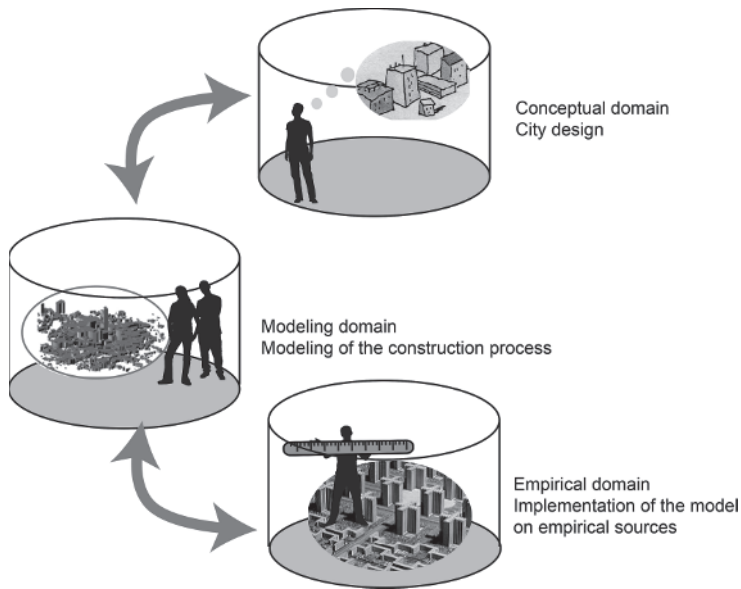 Conceptual domain
City design
Modeling domain
Modeling of the construction process
Empirical domain
Implementation of the model
on empirical sources